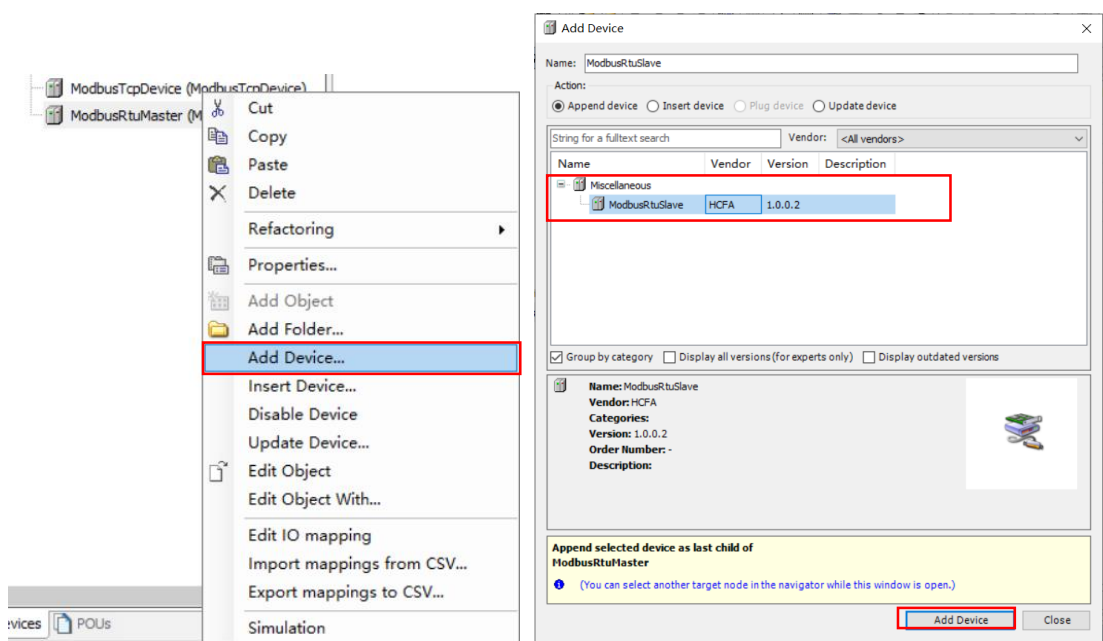 ModbusTcpDevice (ModbusTcpDevice)
ModbusRtuMaster (M
Cut
Copy
Paste
Delete
Refactoring
Properties...
Add Object
Add Folder...
Add Device...
Insert Device...
Disable Device
Update Device...
Edit Object
Edit Object With...
Edit IO mapping
Import mappings from CSV...
Export mappings to CSV...
Simulation
evices
POUs
Add Device
Name: ModbusRtuSlave
Action:
Append device Insert device Plug device Update device
String for a fulltext search Vendor: <All vendors>
Name Vendor Version Description
Miscellaneous
ModbusRtuSlave HCFA 1.0.0.2
Group by category Display all versions (for experts only) Display outdated versions
Name: ModbusRtuSlave
Vendor: HCFA
Categories:
Version: 1.0.0.2
Order Number: -
Description:
Append selected device as last child of
ModbusRtuMaster
(You can select another target node in the navigator while this window is open.)
Add Device Close